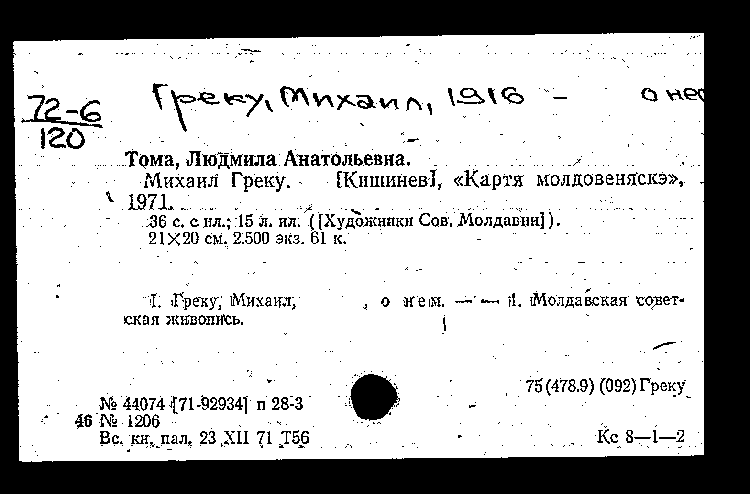 Греку, Михаил, 1916 - о нес
72-6
120
Тома, Людмила Анатольевна.
Михаил Греку. [Кишинев], «Картя молдовеняскэ»,
1971.
36 с. с ил.; 15 л. ил. ([Художники Сов. Молдавии]).
21×20 см. 2.500 экз. 61 к.
I. Греку, Михаил, , о нем. — — 1. Молдавская совет-
ская живопись.
75(478.9)(092)Греку
№ 44074 [71-92934] п 28-3
46 № 1206
Вс. кн. пал. 23 XII 71 Т56
Кс 8—1—2